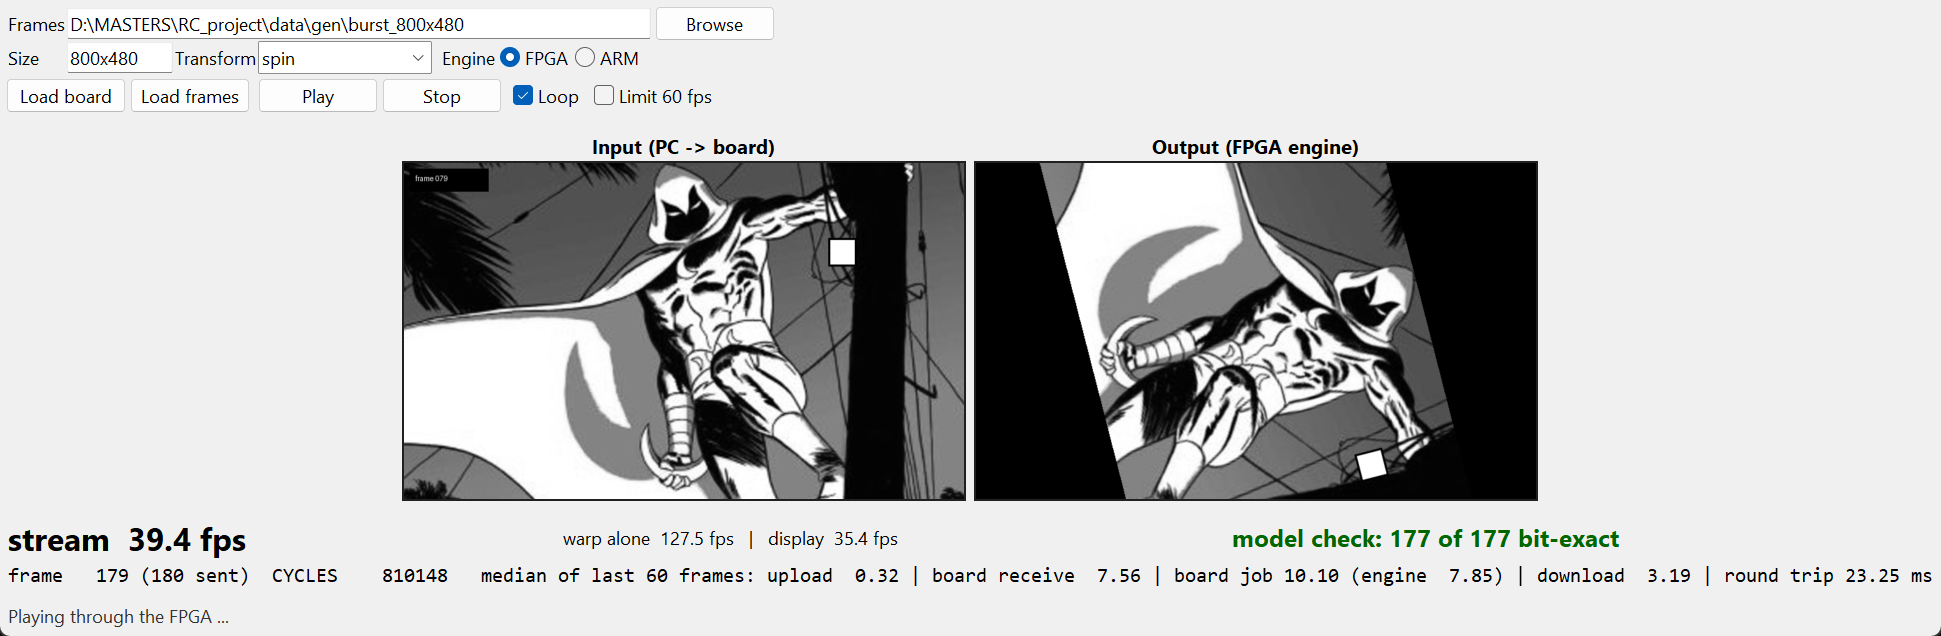 Frames D:\MASTERS\RC_project\data\gen\burst_800x480 Browse
Size 800x480 Transform spin Engine FPGA ARM
Load board Load frames Play Stop Loop Limit 60 fps
Input (PC -> board) Output (FPGA engine)
frame 079
stream 39.4 fps warp alone 127.5 fps | display 35.4 fps model check: 177 of 177 bit-exact
frame 179 (180 sent) CYCLES 810148 median of last 60 frames: upload 0.32 | board receive 7.56 | board job 10.10 (engine 7.85) | download 3.19 | round trip 23.25 ms
Playing through the FPGA ...